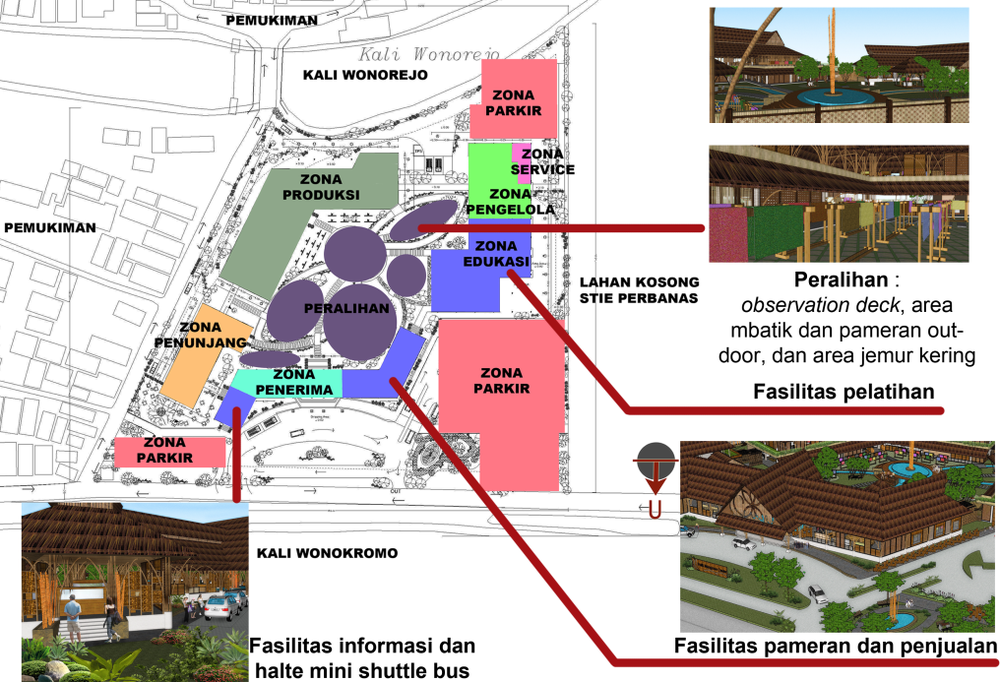 PEMUKIMAN
Kali Wonorejo
KALI WONOREJO
ZONA
PARKIR
ZONA
SERVICE
ZONA
PRODUKSI
ZONA
PENGELOLA
PEMUKIMAN
ZONA
EDUKASI
LAHAN KOSONG
STIE PERBANAS
PERALIHAN
ZONA
PENUNJANG
ZONA
PENERIMA
ZONA
PARKIR
ZONA
PARKIR
OUT
U
KALI WONOKROMO
Peralihan :
observation deck, area
mbatik dan pameran out-
door, dan area jemur kering
Fasilitas pelatihan
Fasilitas pameran dan penjualan
Fasilitas informasi dan
halte mini shuttle bus